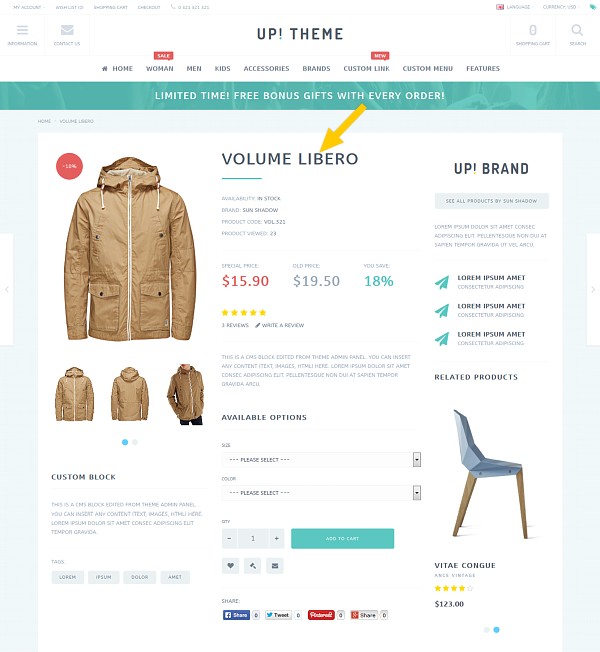 MY ACCOUNT
WISH LIST (0)
SHOPPING CART
CHECKOUT
0 321 321 321
LANGUAGE
CURRENCY: USD
INFORMATION
CONTACT US
UP! THEME
0
SHOPPING CART
SEARCH
HOME
SALE
WOMAN
MEN
KIDS
ACCESSORIES
BRANDS
NEW
CUSTOM LINK
CUSTOM MENU
FEATURES
LIMITED TIME! FREE BONUS GIFTS WITH EVERY ORDER!
HOME
VOLUME LIBERO
-18%
CUSTOM BLOCK
THIS IS A CMS BLOCK EDITED FROM THEME ADMIN PANEL.
YOU CAN INSERT ANY CONTENT (TEXT, IMAGES, HTML) HERE.
LOREM IPSUM DOLOR SIT AMET, CONSECTETUR ADIPISCING
ELIT. PELLENTESQUE NON DUI AT SAPIEN TEMPOR
GRAVIDA.
TAGS:
LOREM
IPSUM
DOLOR
AMET
VOLUME LIBERO
AVAILABILITY: IN STOCK
BRAND: SUN SHADOW
PRODUCT CODE: VOL.321
PRODUCT VIEWED: 23
SPECIAL PRICE:
$15.90
OLD PRICE:
$19.50
YOU SAVE:
18%
3 REVIEWS
WRITE A REVIEW
THIS IS A CMS BLOCK EDITED FROM THEME ADMIN PANEL. YOU CAN INSERT
ANY CONTENT (TEXT, IMAGES, HTML) HERE. LOREM IPSUM DOLOR SIT AMET,
CONSECTETUR ADIPISCING ELIT. PELLENTESQUE NON DUI AT SAPIEN TEMPOR
GRAVIDA ARCU.
AVAILABLE OPTIONS
SIZE
--- PLEASE SELECT ---
COLOR
--- PLEASE SELECT ---
QTY
- 1 +
ADD TO CART
SHARE:
Share 0
Tweet 0
Pinterest 0
Share 0
UP! BRAND
SEE ALL PRODUCTS BY SUN SHADOW
LOREM IPSUM DOLOR SIT AMET, CONSECTETUR
ADIPISCING ELIT. PELLENTESQUE NON DUI AT
SAPIEN TEMPOR GRAVIDA UT VEL ARCU.
LOREM IPSUM AMET
CONSECTETUR ADIPISCING
LOREM IPSUM AMET
CONSECTETUR ADIPISCING
LOREM IPSUM AMET
CONSECTETUR ADIPISCING
RELATED PRODUCTS
VITAE CONGUE
VINTAGE
$123.00